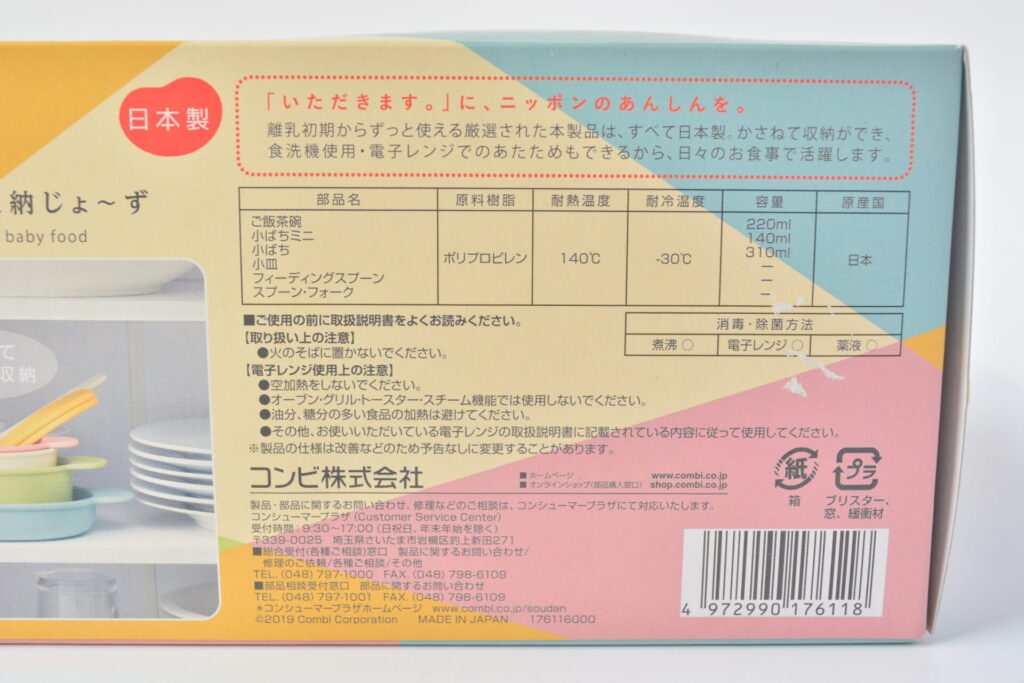 日本製
「いただきます。」に、ニッポンのあんしんを。
離乳初期からずっと使える厳選された本製品は、すべて日本製。かさねて収納ができ、
食洗機使用・電子レンジでのあたためもできるから、日々のお食事で活躍します。
納じょ〜ず
baby food
て
収納
部品名 原料樹脂 耐熱温度 耐冷温度 容量 原産国
ご飯茶碗 220ml
小ばちミニ 140ml
小ばち 310ml
小皿 ポリプロピレン 140℃ -30℃ — 日本
フィーディングスプーン —
スプーン・フォーク —
■ご使用の前に取扱説明書をよくお読みください。
【取り扱い上の注意】
●火のそばに置かないでください。
【電子レンジ使用上の注意】
●空加熱をしないでください。
●オーブン・グリル・トースター・スチーム機能では使用しないでください。
●油分、糖分の多い食品の加熱は避けてください。
●その他、お使いいただいている電子レンジの取扱説明書に記載されている内容に従って使用してください。
※製品の仕様は改善などのため予告なしに変更することがあります。
消毒・除菌方法
煮沸○ 電子レンジ○ 薬液○
コンビ株式会社
■ホームページ www.combi.co.jp
■オンラインショップ(部品購入窓口) shop.combi.co.jp
製品・部品に関するお問い合わせ、修理などのご相談は、コンシューマープラザにて対応いたします。
コンシューマープラザ (Customer Service Center)
受付時間:9:30〜17:00 (日祝日、年末年始を除く)
〒339-0025 埼玉県さいたま市岩槻区釣上新田271
■総合受付(各種ご相談)窓口 製品に関するお問い合わせ/
修理のご依頼/各種ご相談/その他
TEL.(048) 797-1000 FAX.(048) 798-6109
■部品相談受付窓口 部品に関するお問い合わせ
TEL.(048) 797-1001 FAX.(048) 798-6109
*コンシューマープラザホームページ www.combi.co.jp/soudan
©2019 Combi Corporation MADE IN JAPAN 176116000
紙
箱
プラ
ブリスター、
窓、緩衝材
4 972990 176118